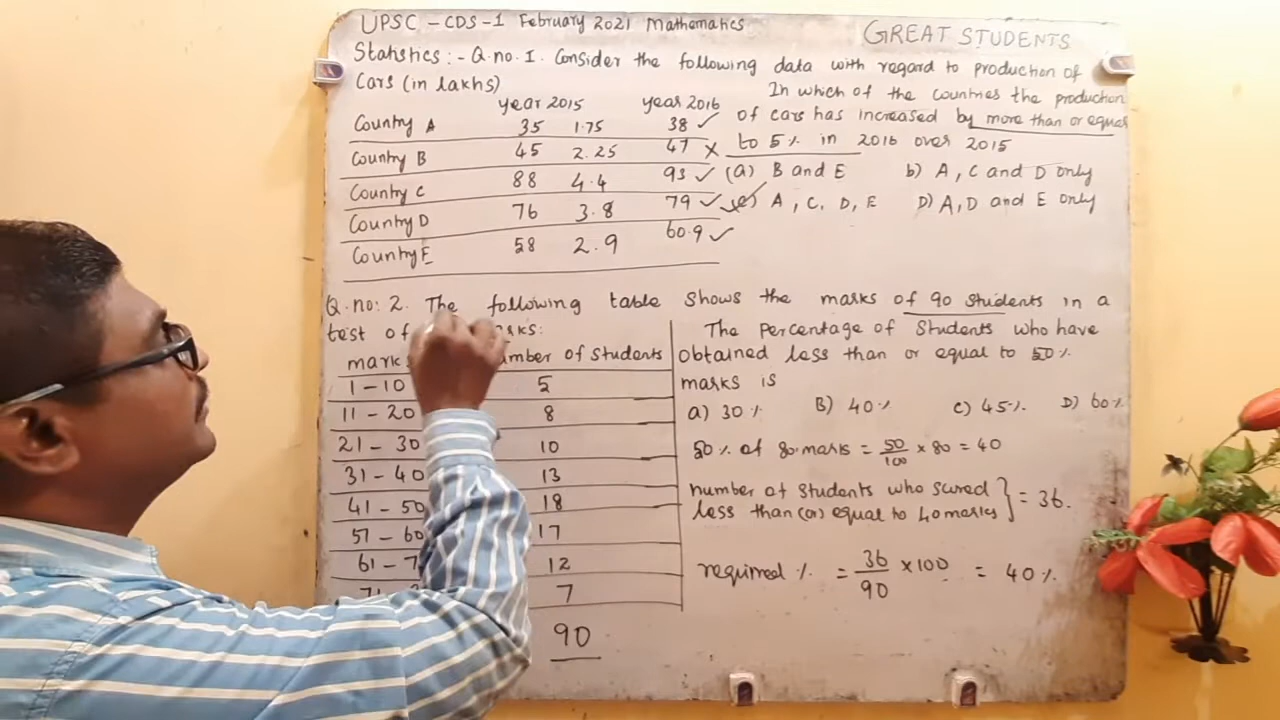 UPSC - CDS-1 February 2021 Mathematics
GREAT STUDENTS
Statistics: - Q.no.I. Consider the following data with regard to production of
Cars (in lakhs)
year 2015 year 2016
Country A 35 1.75 38 ✓
Country B 45 2.25 47 ✗
Country C 88 4.4 93 ✓
Country D 76 3.8 79 ✓
Country E 58 2.9 60.9 ✓
In which of the countries the production
of cars has increased by more than or equal
to 5% in 2016 over 2015
(a) B and E b) A, C and D only
A, C, D, E D) A, D and E only
Q.no: 2. The following table shows the marks of 90 students in a
test of
mark number of students
1 - 10 5
11 - 20 8
21 - 30 10
31 - 40 13
41 - 50 18
51 - 60 17
61 - 7 12
7
90
The Percentage of Students who have
obtained less than or equal to 50%
marks is
a) 30% B) 40% c) 45% D) 60%
50% of 80 marks = 50/100 × 80 = 40
number of students who scored
less than (or) equal to 40 marks } = 36.
required % = 36/90 × 100 = 40%